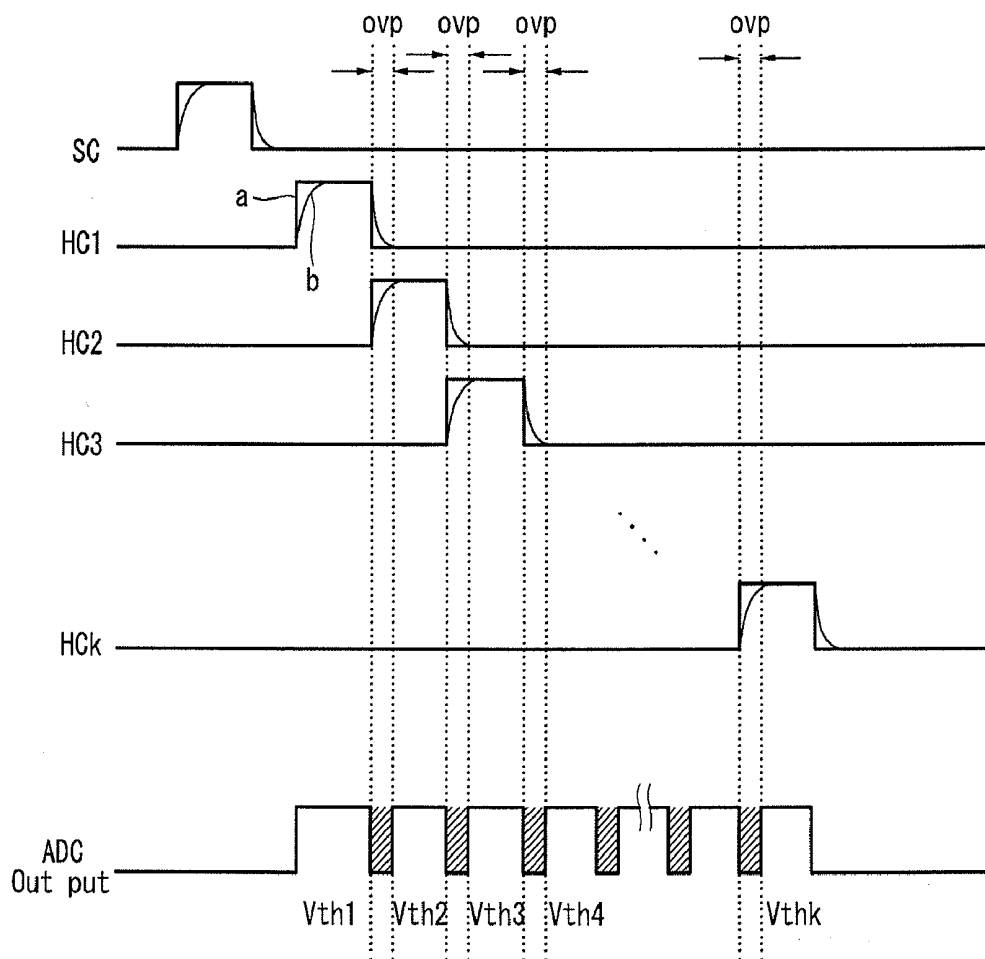 ovp ovp ovp ovp
SC
a
HC1
b
HC2
HC3
HCk
ADC
Out put
Vth1 Vth2 Vth3 Vth4 Vthk